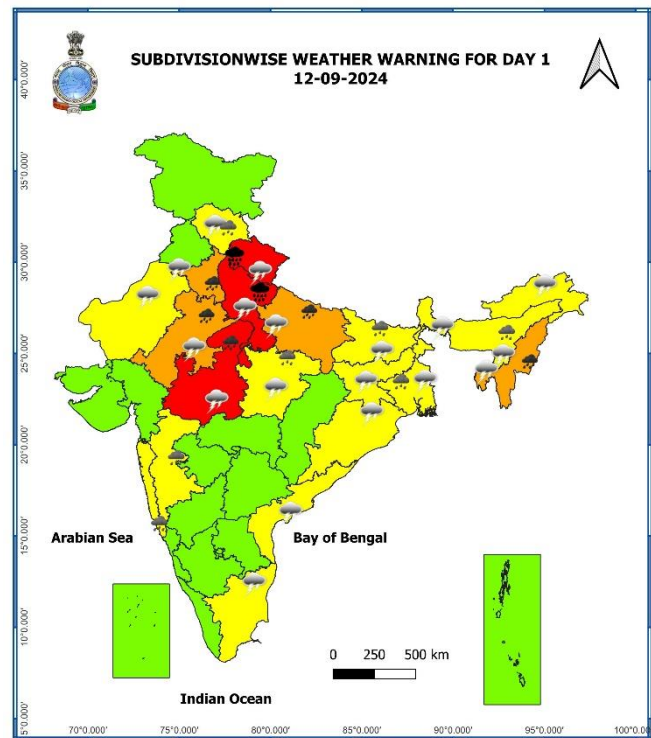 SUBDIVISIONWISE WEATHER WARNING FOR DAY 1
12-09-2024
40°0.000'
35°0.000'
30°0.000'
25°0.000'
20°0.000'
15°0.000'
10°0.000'
5°0.000'
Arabian Sea
Bay of Bengal
0 250 500 km
Indian Ocean
70°0.000' 75°0.000' 80°0.000' 85°0.000' 90°0.000' 95°0.000' 100°0.0